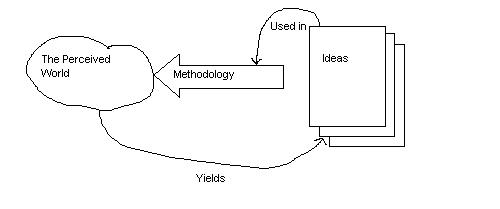 Used in
The Perceived
World
Methodology
Ideas
Yields